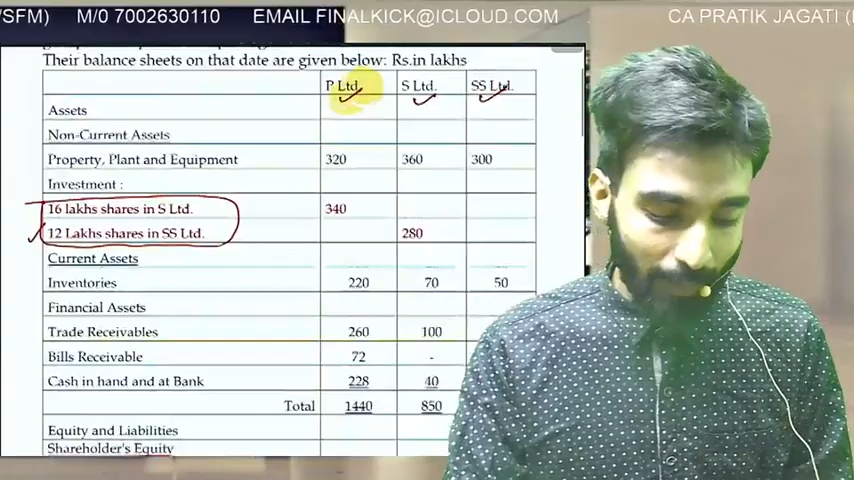 /SFM) M/0 7002630110 EMAIL FINALKICK@ICLOUD.COM CA PRATIK JAGATI
Their balance sheets on that date are given below: Rs.in lakhs
P Ltd. S Ltd. SS Ltd.
Assets
Non-Current Assets
Property, Plant and Equipment 320 360 300
Investment :
16 lakhs shares in S Ltd. 340
12 Lakhs shares in SS Ltd. 280
Current Assets
Inventories 220 70 50
Financial Assets
Trade Receivables 260 100
Bills Receivable 72 -
Cash in hand and at Bank 228 40
Total 1440 850
Equity and Liabilities
Shareholder's Equity